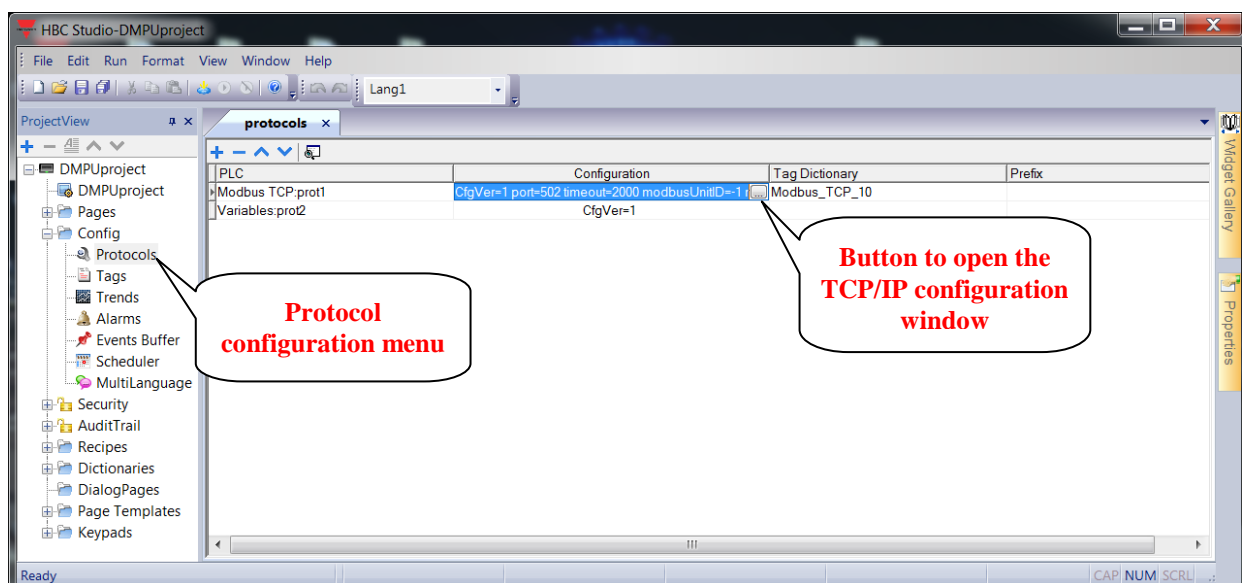 HBC Studio-DMPUproject
File Edit Run Format View Window Help
Lang1
ProjectView
protocols
DMPUproject
DMPUproject
Pages
Config
Protocols
Tags
Trends
Alarms
Events Buffer
Scheduler
MultiLanguage
Security
AuditTrail
Recipes
Dictionaries
DialogPages
Page Templates
Keypads
PLC Configuration Tag Dictionary Prefix
Modbus TCP:prot1 CfgVer=1 port=502 timeout=2000 modbusUnitID=-1 ... Modbus_TCP_10
Variables:prot2 CfgVer=1
Protocol
configuration menu
Button to open the
TCP/IP configuration
window
Widget Gallery
Properties
Ready CAP NUM SCRL